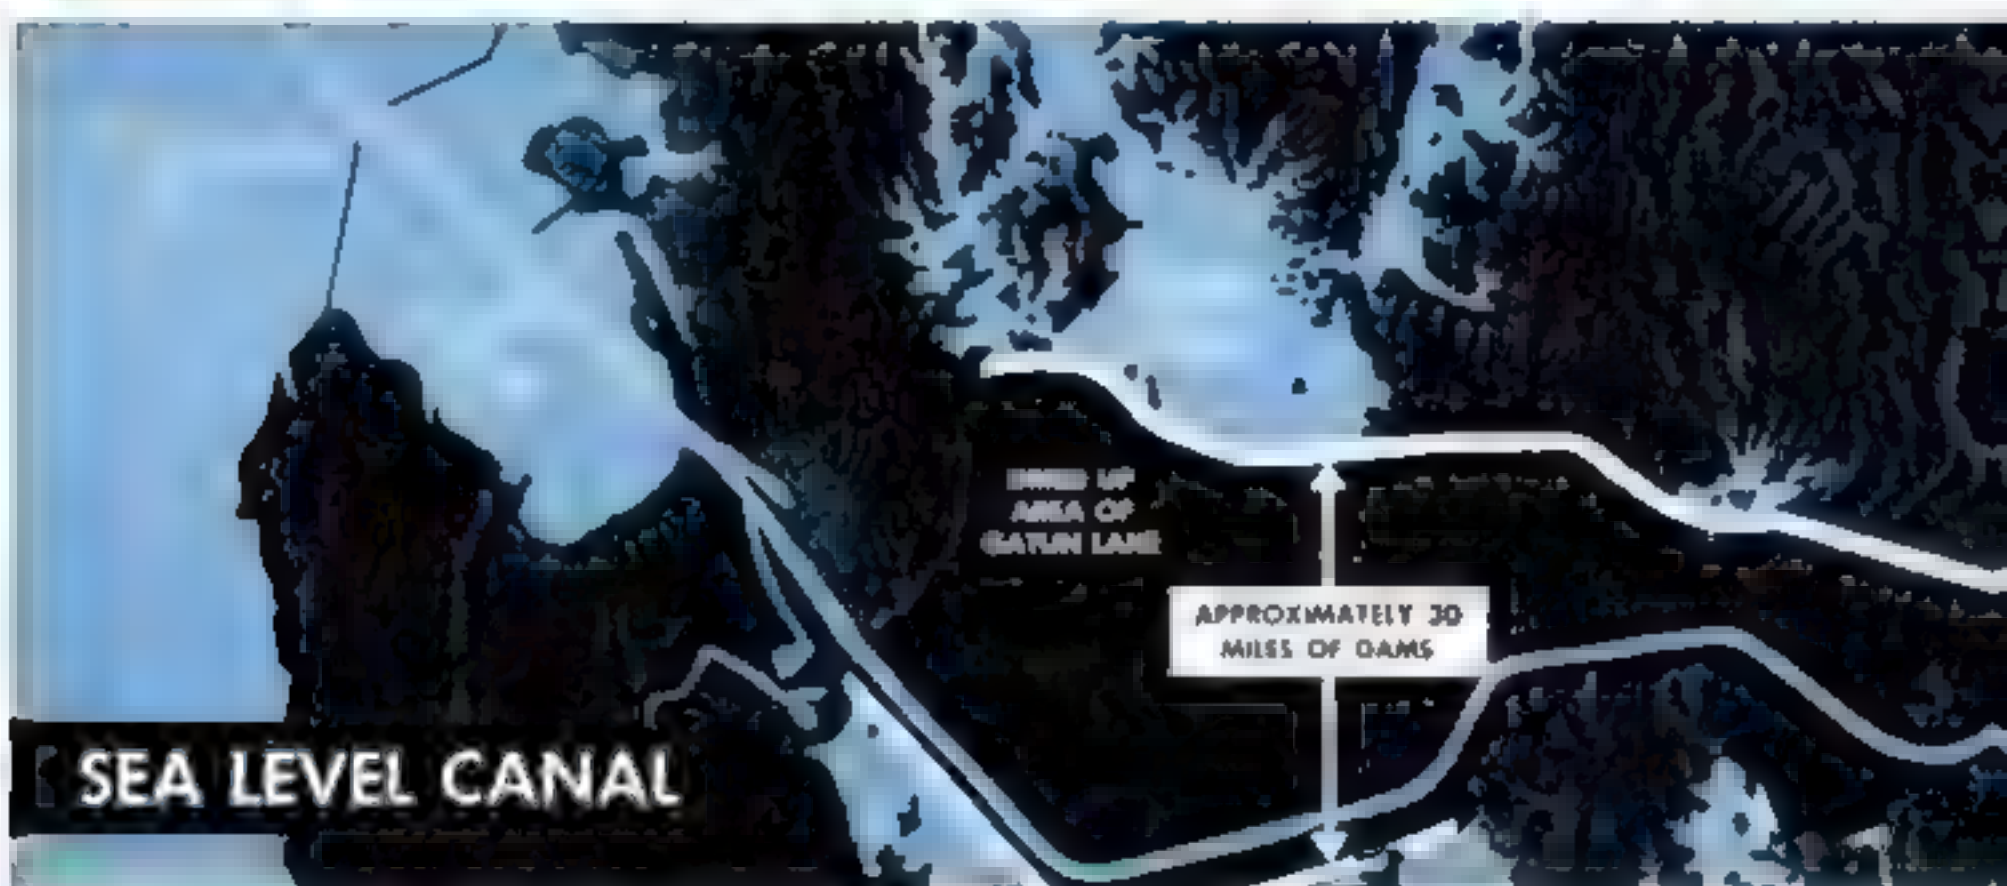 AREA OF
GATUN LAKE
APPROXIMATELY 30
MILES OF DAMS
SEA LEVEL CANAL